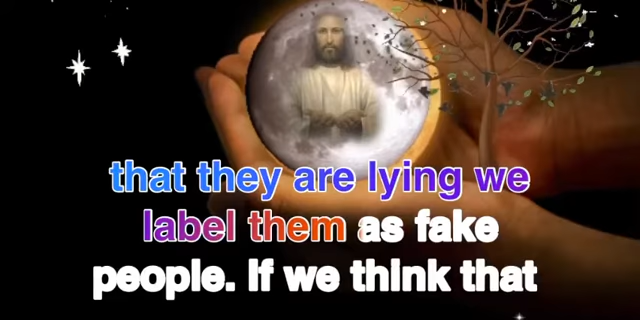 that they are lying we
label them as fake
people. If we think that